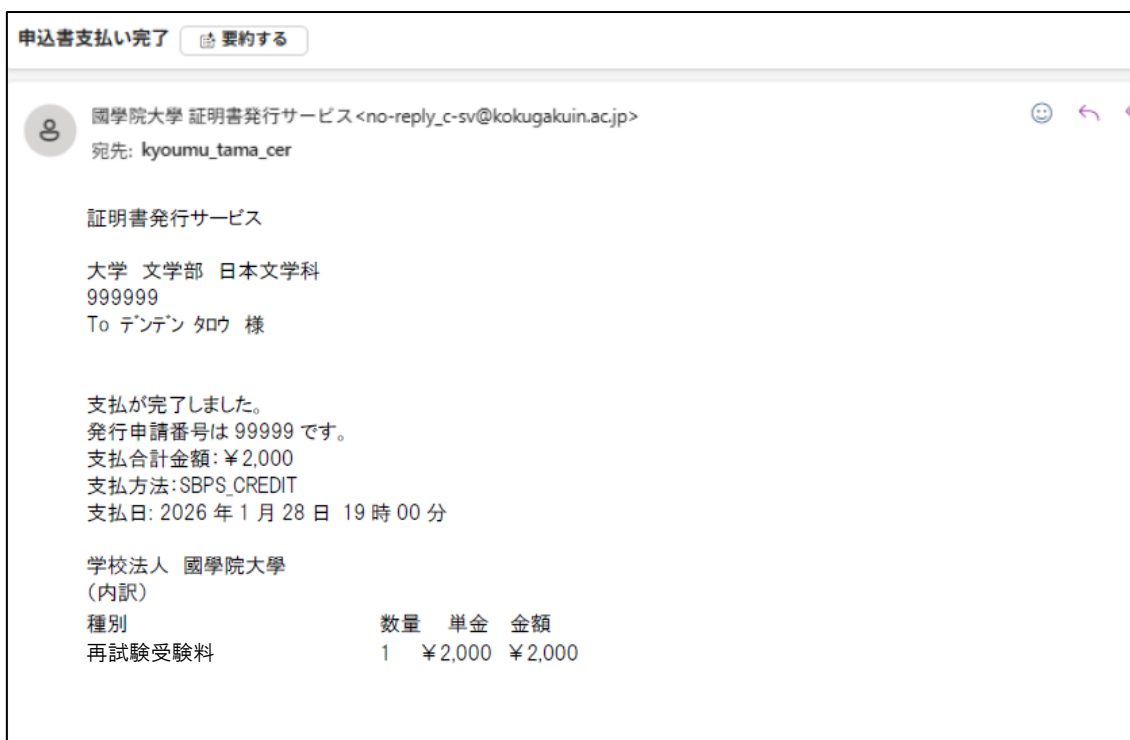 申込書支払い完了 要約する
國學院大學 証明書発行サービス<no-reply_c-sv@kokugakuin.ac.jp>
宛先: kyoumu_tama_cer
証明書発行サービス
大学 文学部 日本文学科
999999
To デンデン タロウ 様
支払が完了しました。
発行申請番号は 99999 です。
支払合計金額:¥2,000
支払方法:SBPS_CREDIT
支払日: 2026 年 1 月 28 日 19 時 00 分
学校法人 國學院大學
(内訳)
種別 数量 単金 金額
再試験受験料 1 ¥2,000 ¥2,000